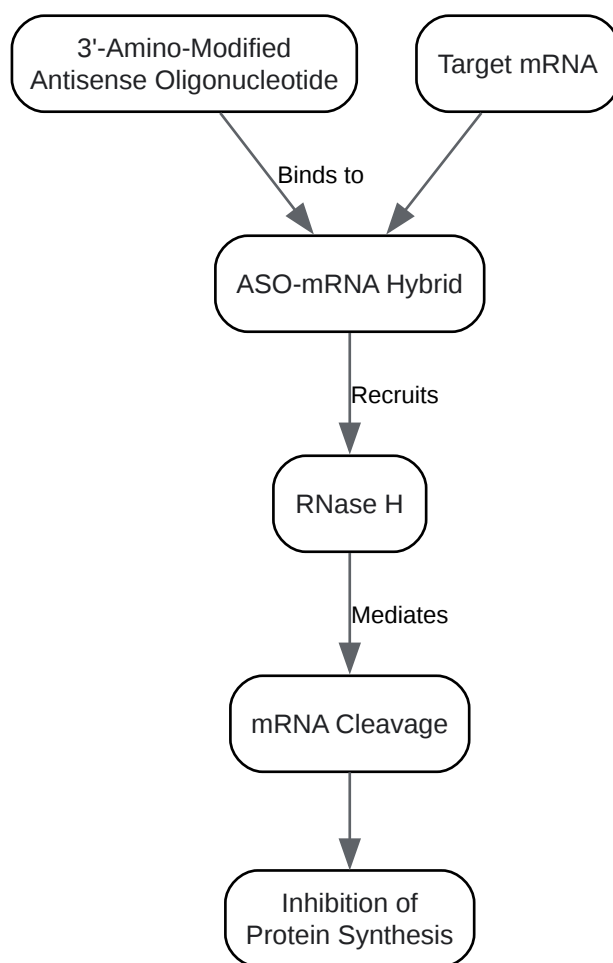 3'-Amino-Modified
Antisense Oligonucleotide
Target mRNA
Binds to
ASO-mRNA Hybrid
Recruits
RNase H
Mediates
mRNA Cleavage
Inhibition of
Protein Synthesis